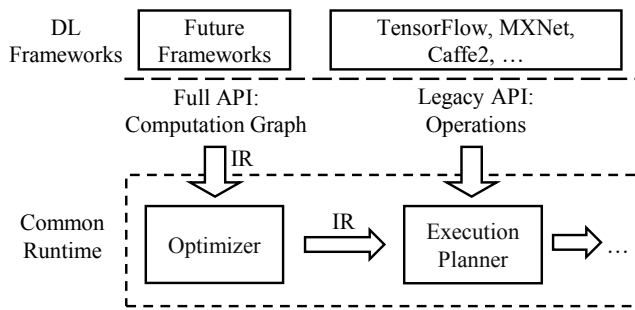 DL
Frameworks
Future
Frameworks
TensorFlow, MXNet,
Caffe2, …
Full API:
Computation Graph
Legacy API:
Operations
IR
Common
Runtime
Optimizer
IR
Execution
Planner
…